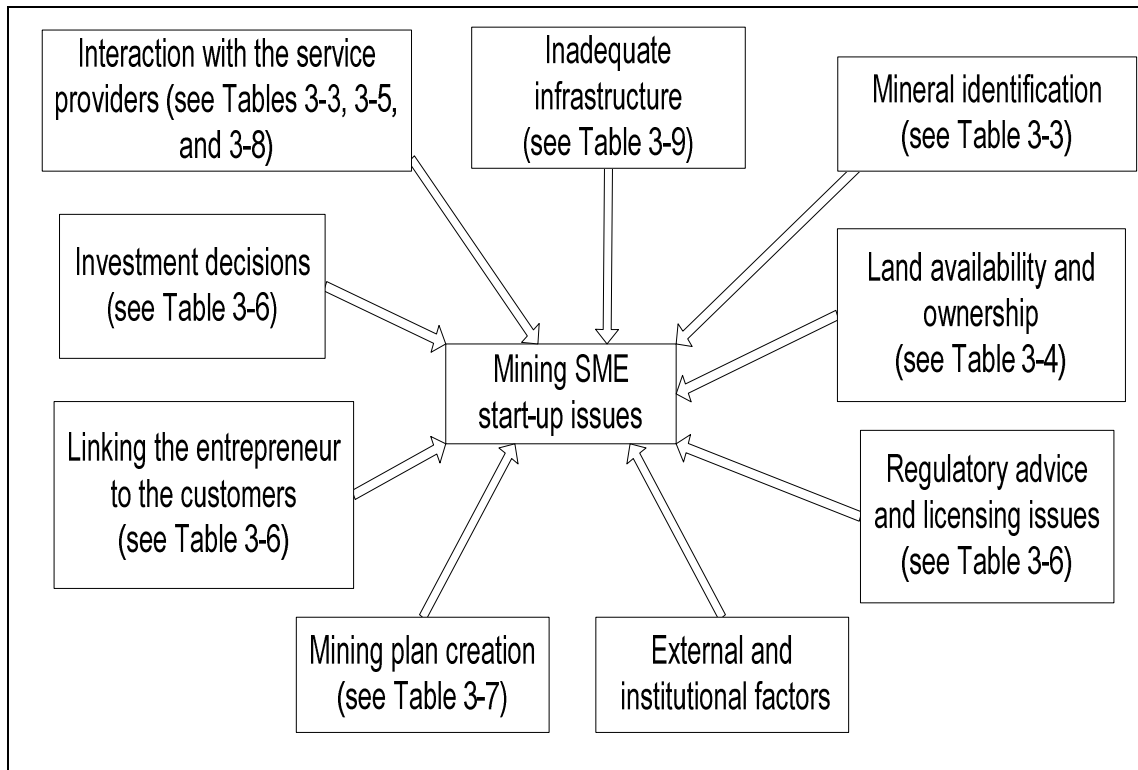 Interaction with the service
providers (see Tables 3-3, 3-5,
and 3-8)
Inadequate
infrastructure
(see Table 3-9)
Mineral identification
(see Table 3-3)
Investment decisions
(see Table 3-6)
Land availability and
ownership
(see Table 3-4)
Mining SME
start-up issues
Linking the entrepreneur
to the customers
(see Table 3-6)
Regulatory advice
and licensing issues
(see Table 3-6)
Mining plan creation
(see Table 3-7)
External and
institutional factors